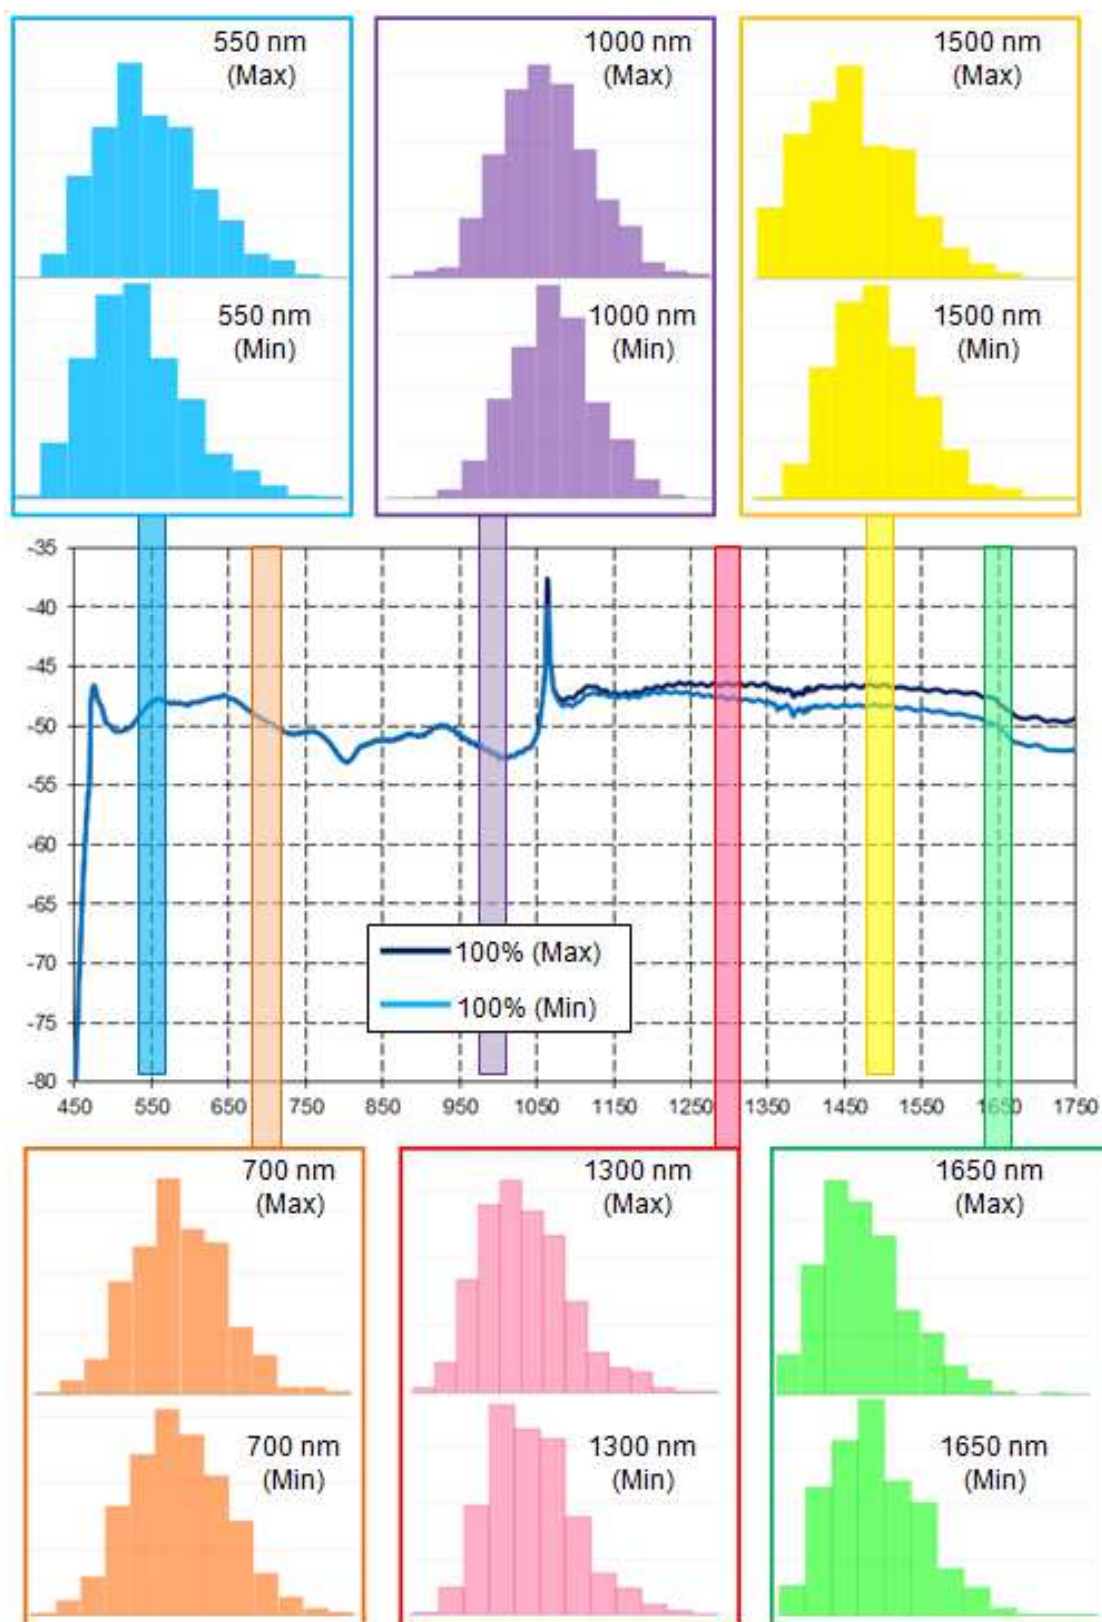 550 nm
(Max)
1000 nm
(Max)
1500 nm
(Max)
550 nm
(Min)
1000 nm
(Min)
1500 nm
(Min)
-35
-40
-45
-50
-55
-60
-65
-70
-75
-80
100% (Max)
100% (Min)
450 550 650 750 850 950 1050 1150 1250 1350 1450 1550 1650 1750
700 nm
(Max)
1300 nm
(Max)
1650 nm
(Max)
700 nm
(Min)
1300 nm
(Min)
1650 nm
(Min)